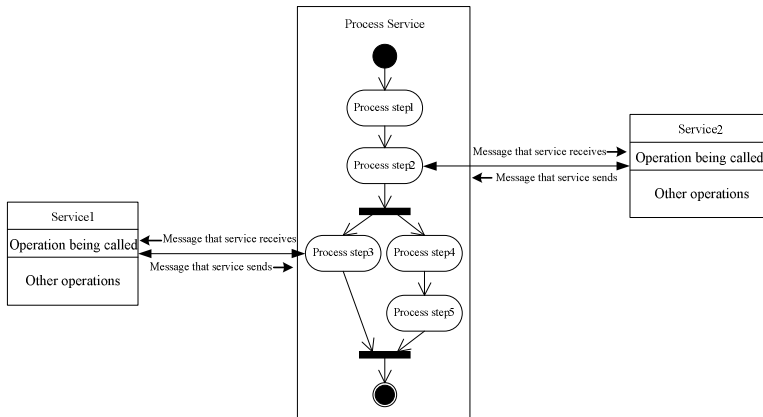 Process Service
Process step1
Process step2
Message that service receives
Message that service sends
Service2
Operation being called
Other operations
Service1
Operation being called
Other operations
Message that service receives
Message that service sends
Process step3
Process step4
Process step5